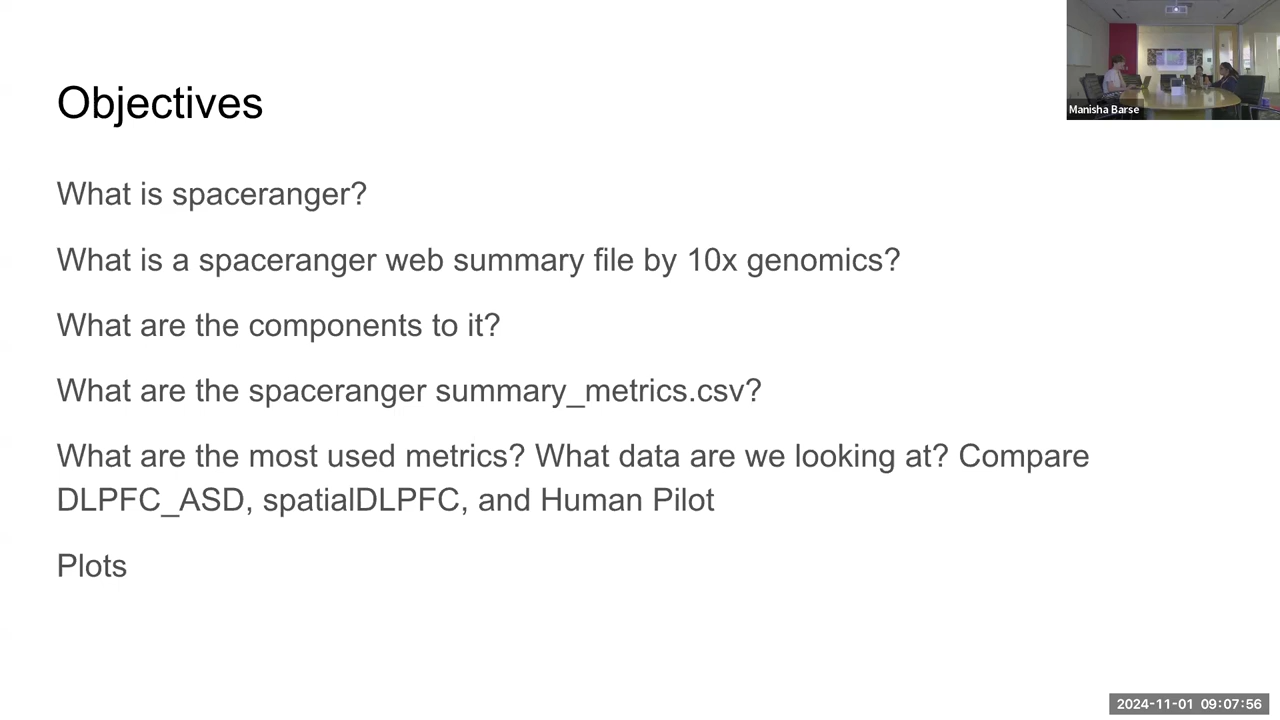 Manisha Barse
Objectives
What is spaceranger?
What is a spaceranger web summary file by 10x genomics?
What are the components to it?
What are the spaceranger summary_metrics.csv?
What are the most used metrics? What data are we looking at? Compare
DLPFC_ASD, spatialDLPFC, and Human Pilot
Plots
2024-11-01 09:07:56